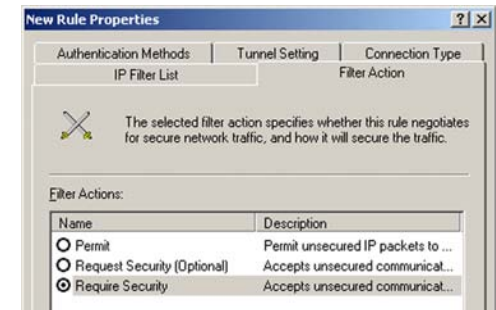 New Rule Properties
Authentication Methods Tunnel Setting Connection Type
IP Filter List Filter Action
The selected filter action specifies whether this rule negotiates
for secure network traffic, and how it will secure the traffic.
Filter Actions:
Name Description
Permit Permit unsecured IP packets to ...
Request Security (Optional) Accepts unsecured communicat...
Require Security Accepts unsecured communicat...